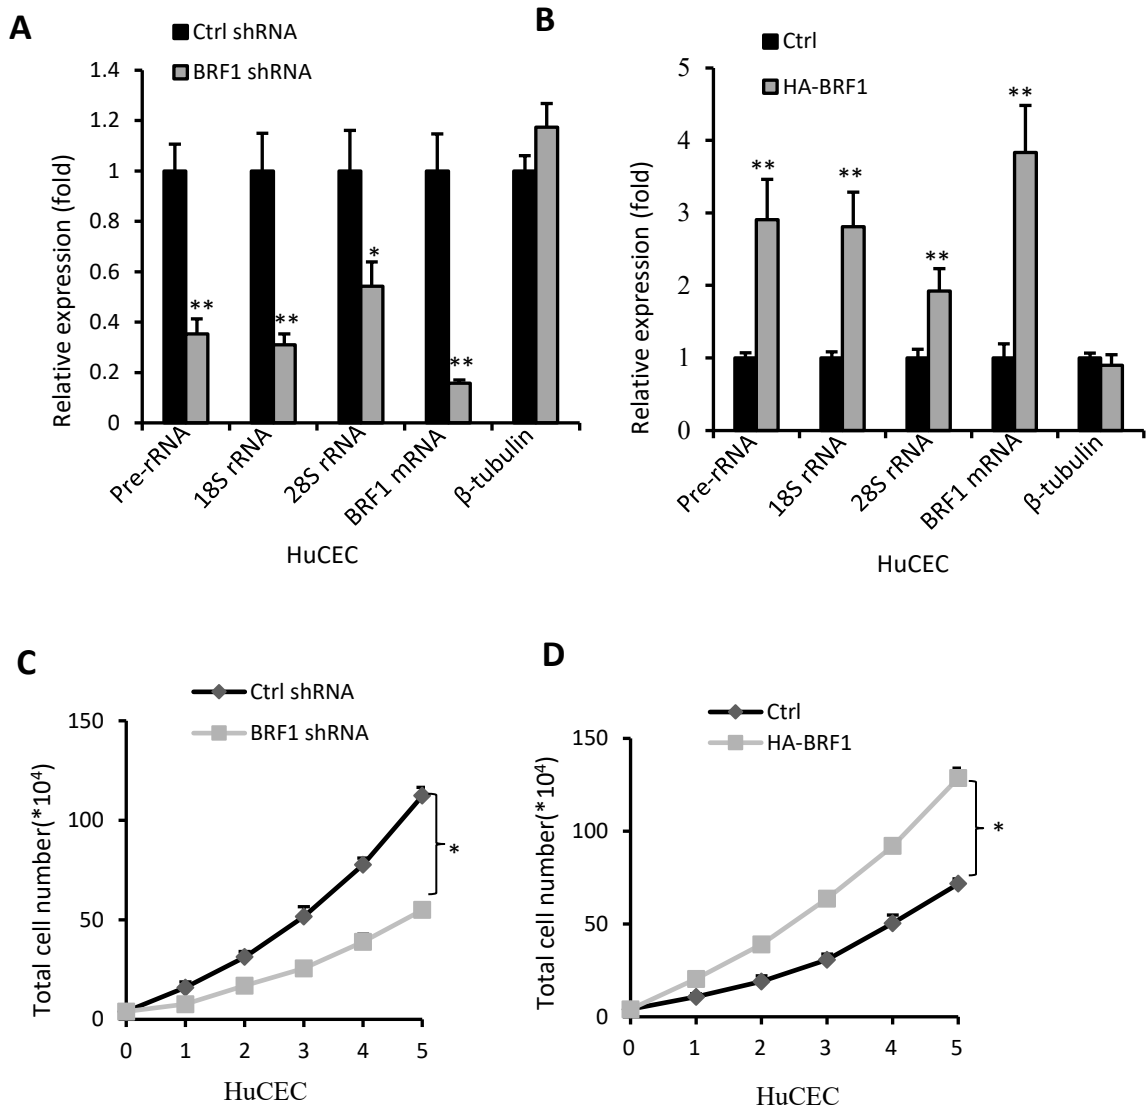 A
Ctrl shRNA
BRF1 shRNA
1.4
1.2
1
0.8
0.6
0.4
0.2
0
Relative expression (fold)
**
**
*
**
Pre-rRNA
18S rRNA
28S rRNA
BRF1 mRNA
β-tubulin
HuCEC
B
Ctrl
HA-BRF1
5
4
3
2
1
0
Relative expression (fold)
**
**
**
**
Pre-rRNA
18S rRNA
28S rRNA
BRF1 mRNA
β-tubulin
HuCEC
C
Ctrl shRNA
BRF1 shRNA
150
100
50
0
Total cell number(*10⁴)
*
0 1 2 3 4 5
HuCEC
D
Ctrl
HA-BRF1
150
100
50
0
Total cell number(*10⁴)
*
0 1 2 3 4 5
HuCEC